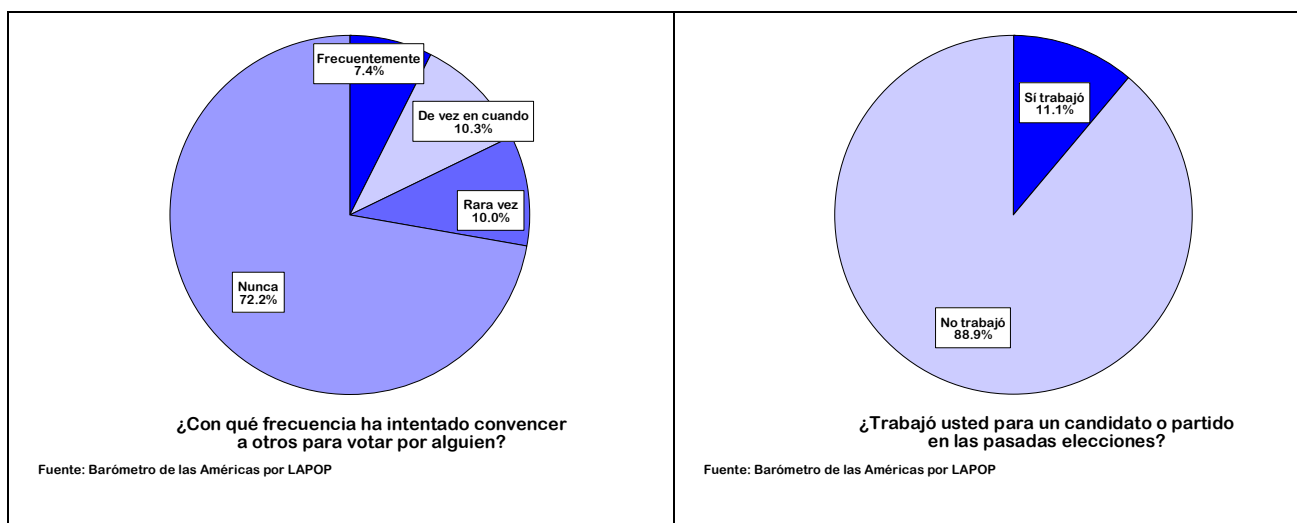 Frecuentemente
7.4%
De vez en cuando
10.3%
Rara vez
10.0%
Nunca
72.2%
¿Con qué frecuencia ha intentado convencer
a otros para votar por alguien?
Fuente: Barómetro de las Américas por LAPOP
Sí trabajó
11.1%
No trabajó
88.9%
¿Trabajó usted para un candidato o partido
en las pasadas elecciones?
Fuente: Barómetro de las Américas por LAPOP